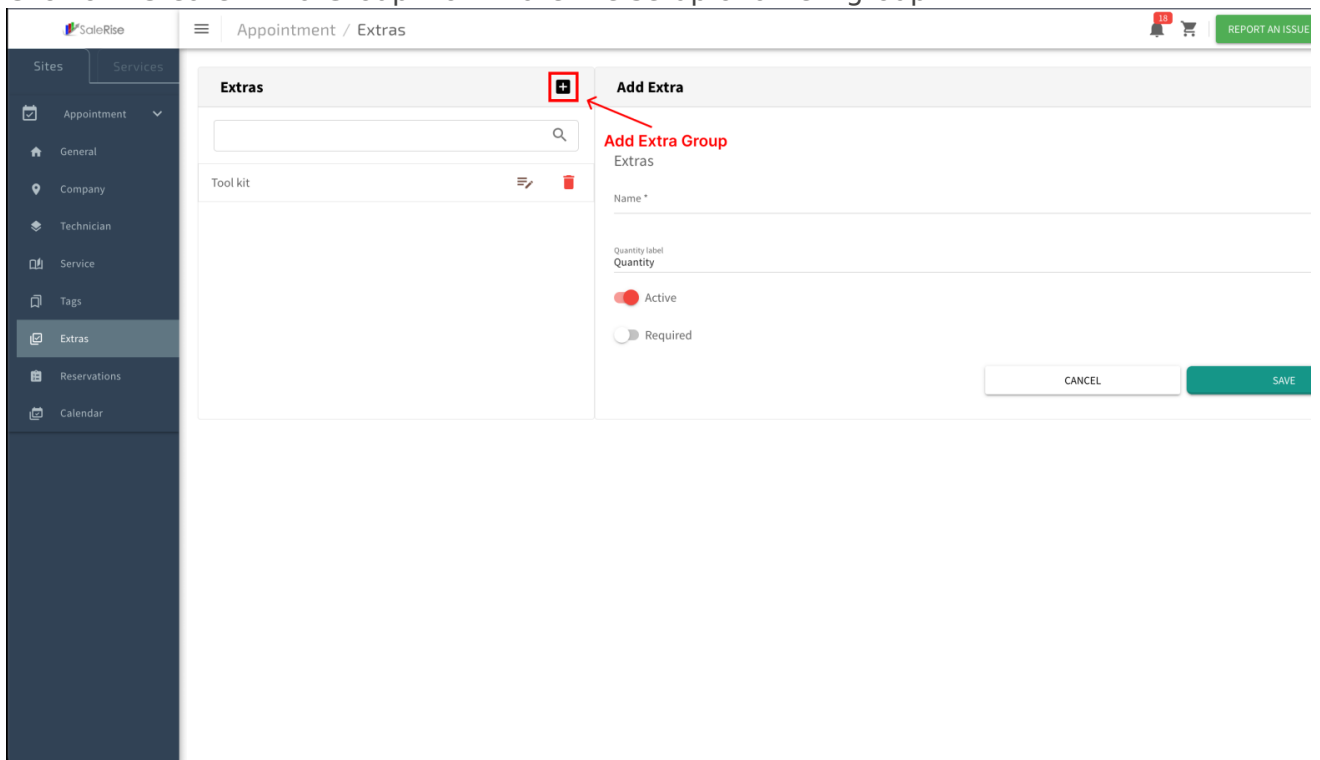 SaleRise
Appointment / Extras
18
REPORT AN ISSUE
Sites
Services
Appointment
General
Company
Technician
Service
Tags
Extras
Reservations
Calendar
Extras
Tool kit
Add Extra
Add Extra Group
Extras
Name *
Quantity label
Quantity
Active
Required
CANCEL
SAVE